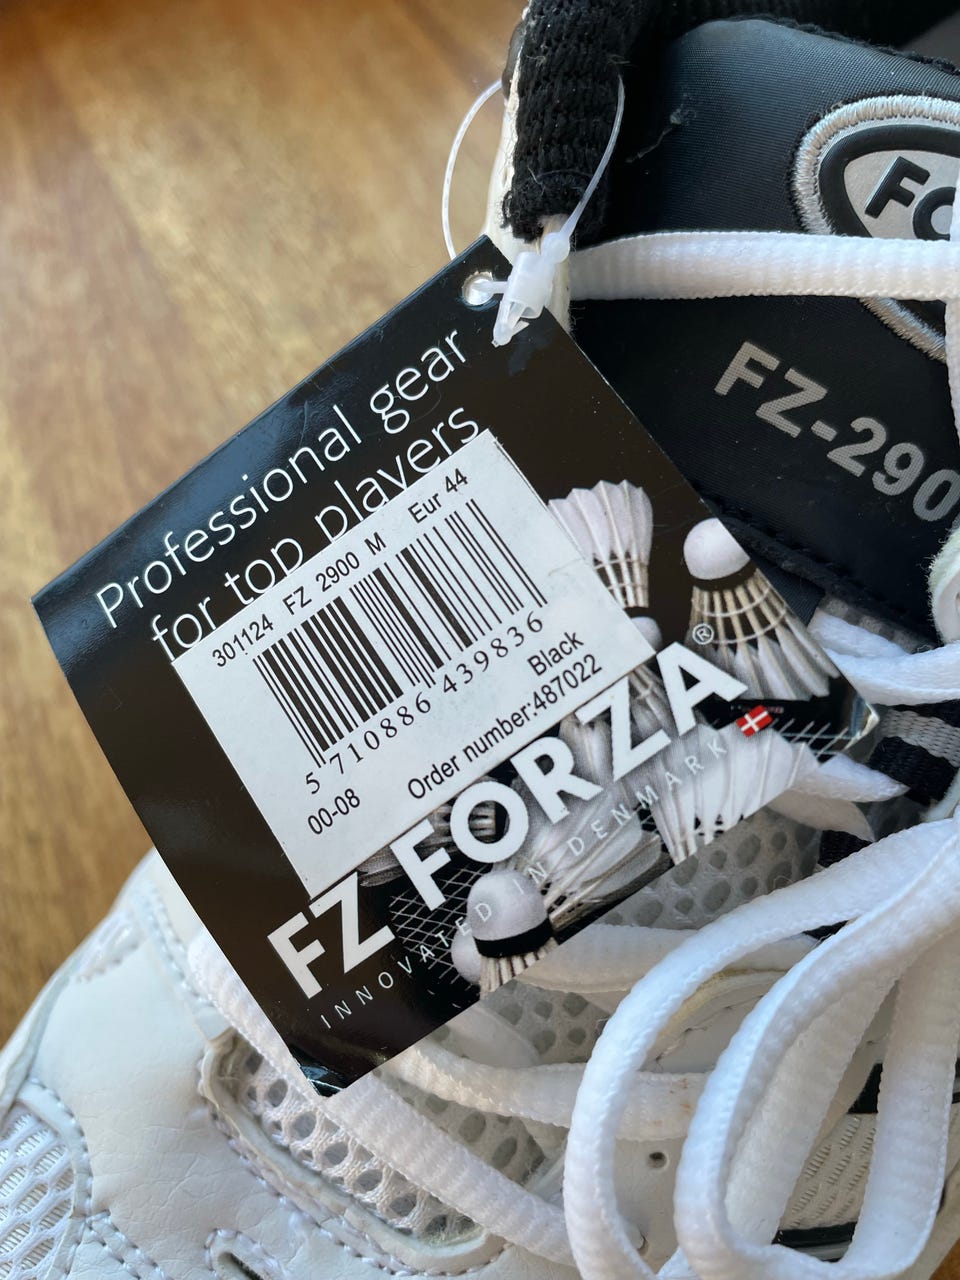 FO
FZ-290
Professional gear
for top players
301124 FZ 2900 M Eur 44
5 710886 439836
00-08 Black
Order number:487022
FZ FORZA®
INNOVATED IN DENMARK